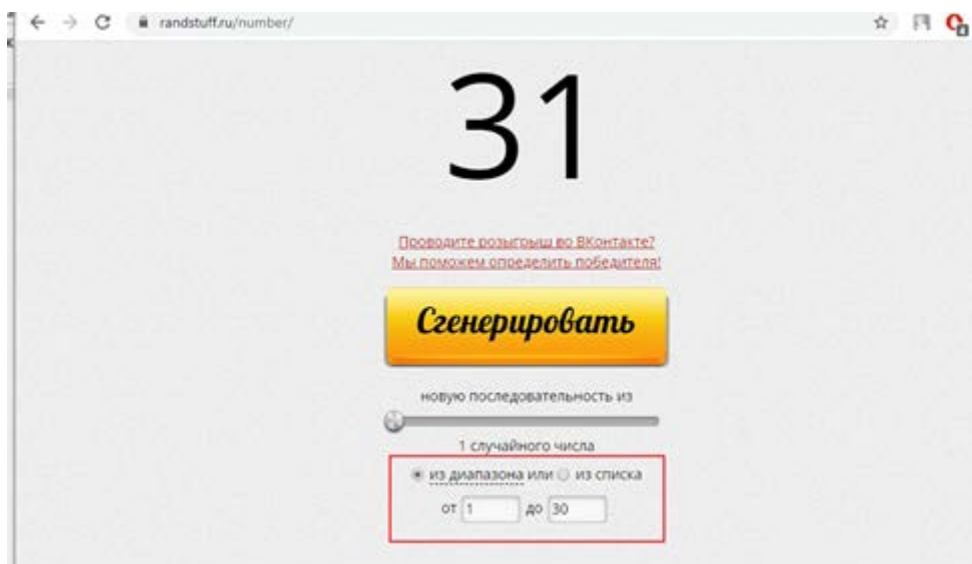 randstuff.ru/number/
31
Проводите розыгрыш во ВКонтакте?
Мы поможем определить победителя!
Сгенерировать
новую последовательность из
1 случайного числа
из диапазона или из списка
от 1 до 30